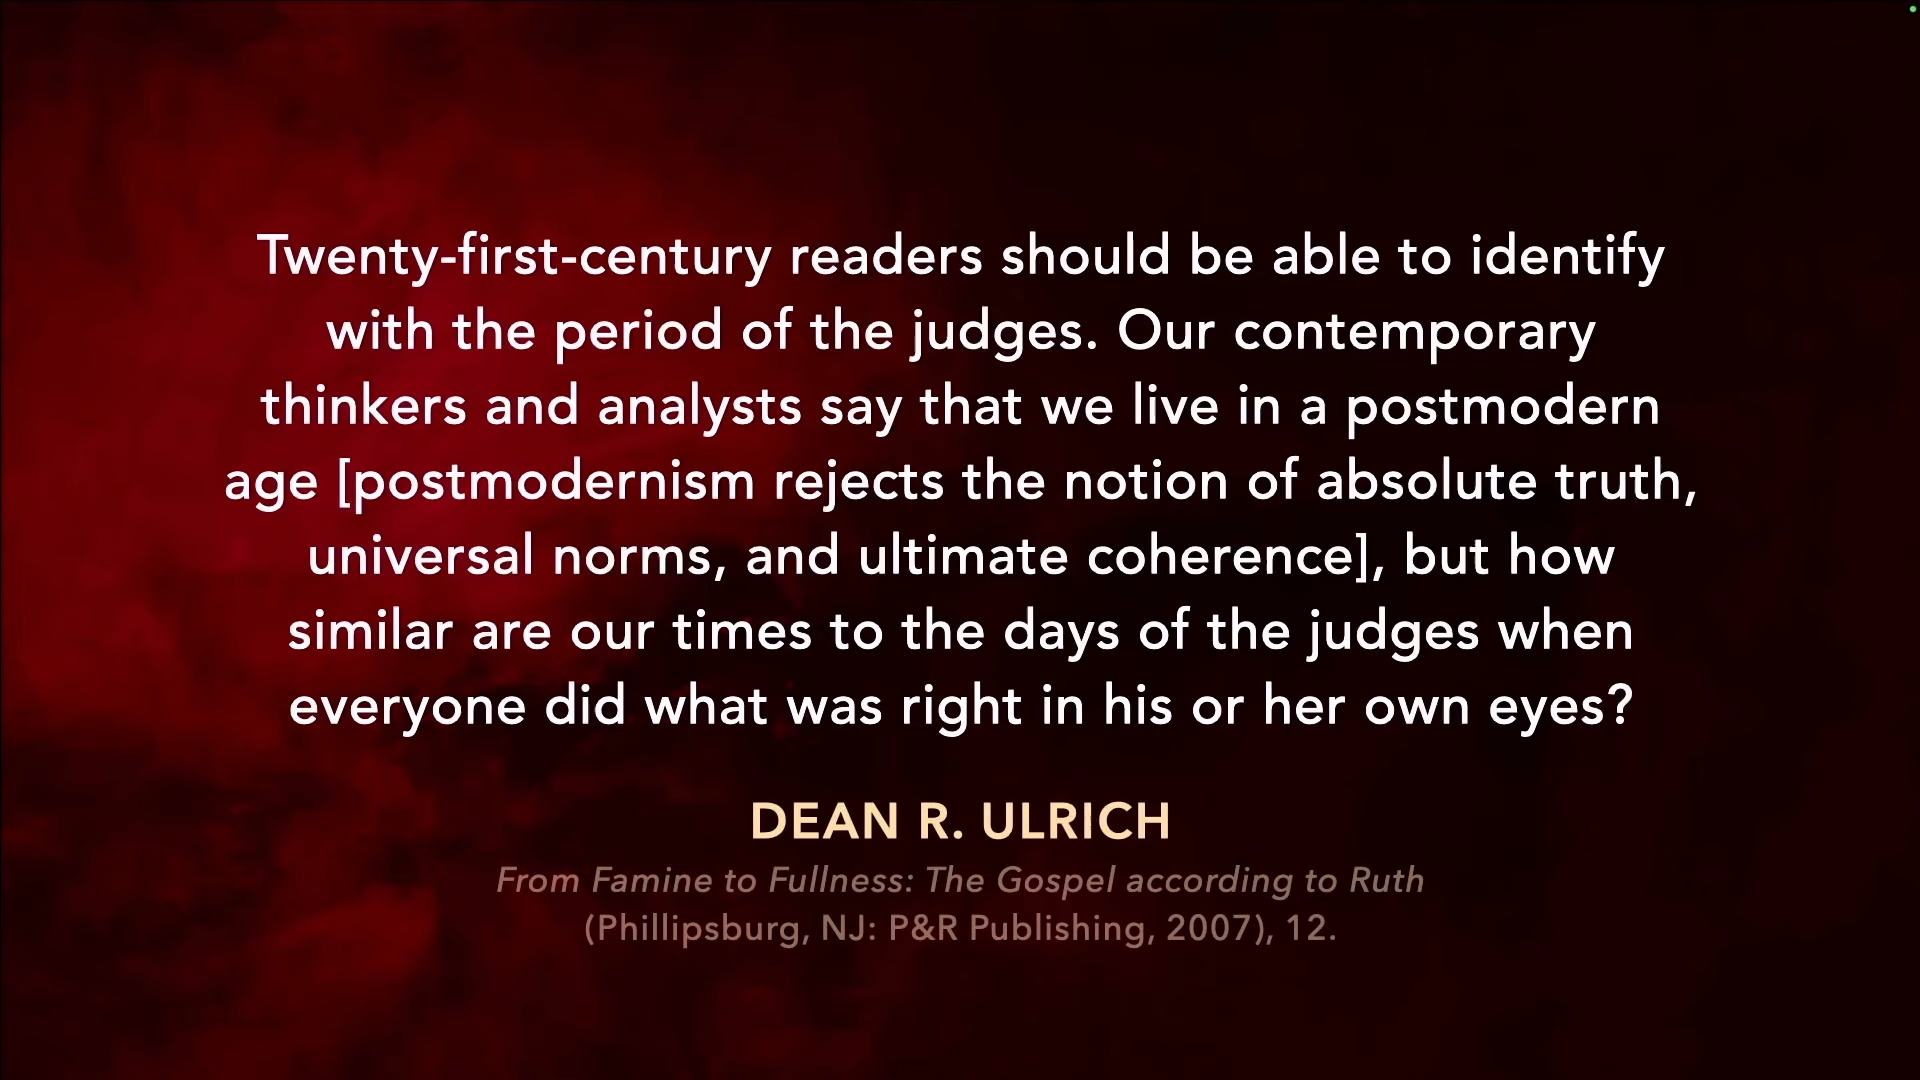 Twenty-first-century readers should be able to identify
with the period of the judges. Our contemporary
thinkers and analysts say that we live in a postmodern
age [postmodernism rejects the notion of absolute truth,
universal norms, and ultimate coherence], but how
similar are our times to the days of the judges when
everyone did what was right in his or her own eyes?
DEAN R. ULRICH
From Famine to Fullness: The Gospel according to Ruth
(Phillipsburg, NJ: P&R Publishing, 2007), 12.